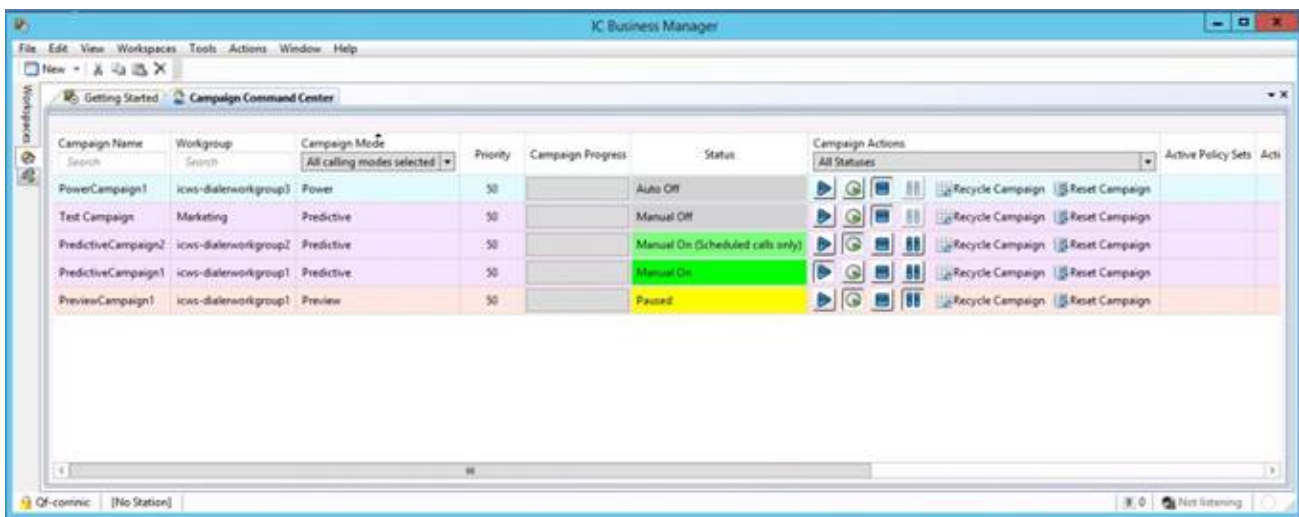 IC Business Manager
File Edit View Workspaces Tools Actions Window Help
New
Workspaces
Getting Started Campaign Command Center
Campaign Name Workgroup Campaign Mode Priority Campaign Progress Status Campaign Actions Active Policy Sets Acti
Search Search All calling modes selected All Statuses
PowerCampaign1 icws-dialerworkgroup3 Power 50 Auto Off Recycle Campaign Reset Campaign
Test Campaign Marketing Predictive 50 Manual Off Recycle Campaign Reset Campaign
PredictiveCampaign2 icws-dialerworkgroup2 Predictive 50 Manual On (Scheduled calls only) Recycle Campaign Reset Campaign
PredictiveCampaign1 icws-dialerworkgroup1 Predictive 50 Manual On Recycle Campaign Reset Campaign
PreviewCampaign1 icws-dialerworkgroup1 Preview 50 Paused Recycle Campaign Reset Campaign
[No Station] 0 Not listening